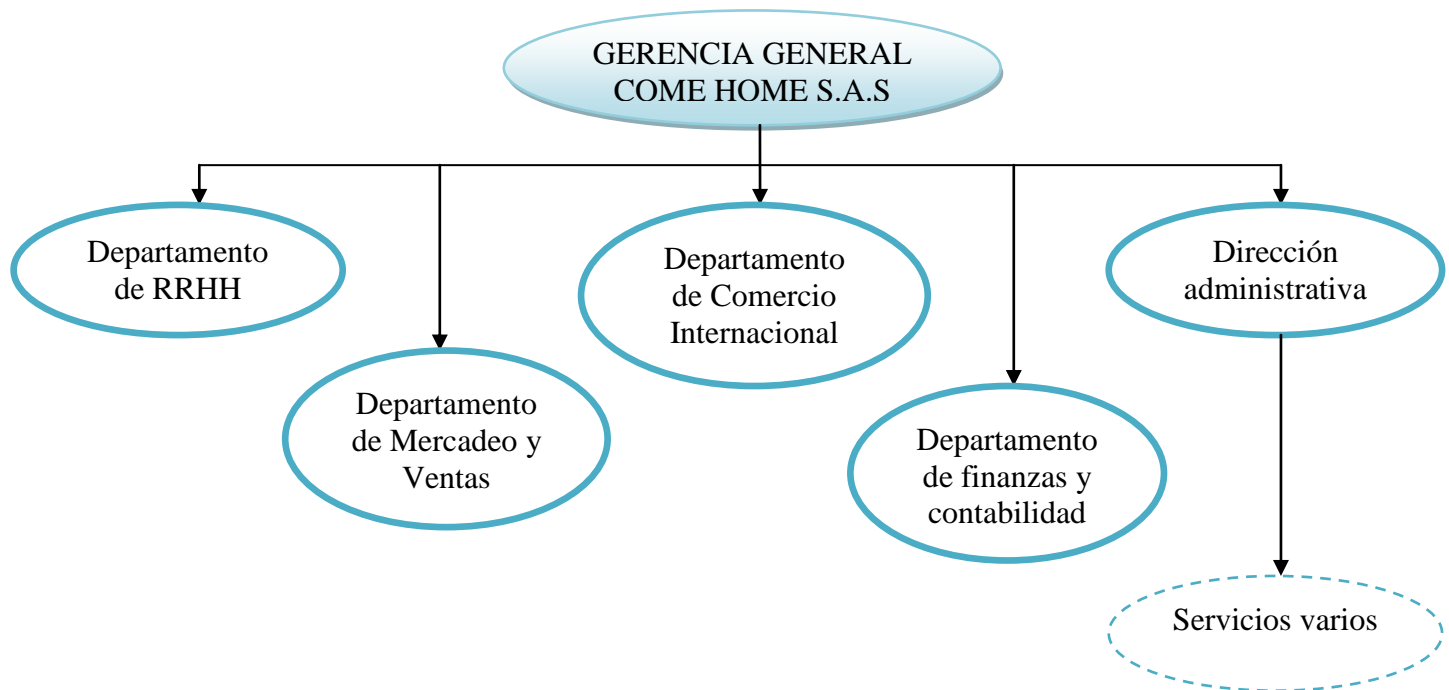 GERENCIA GENERAL
COME HOME S.A.S
Departamento
de RRHH
Departamento
de Mercadeo y
Ventas
Departamento
de Comercio
Internacional
Departamento
de finanzas y
contabilidad
Dirección
administrativa
Servicios varios